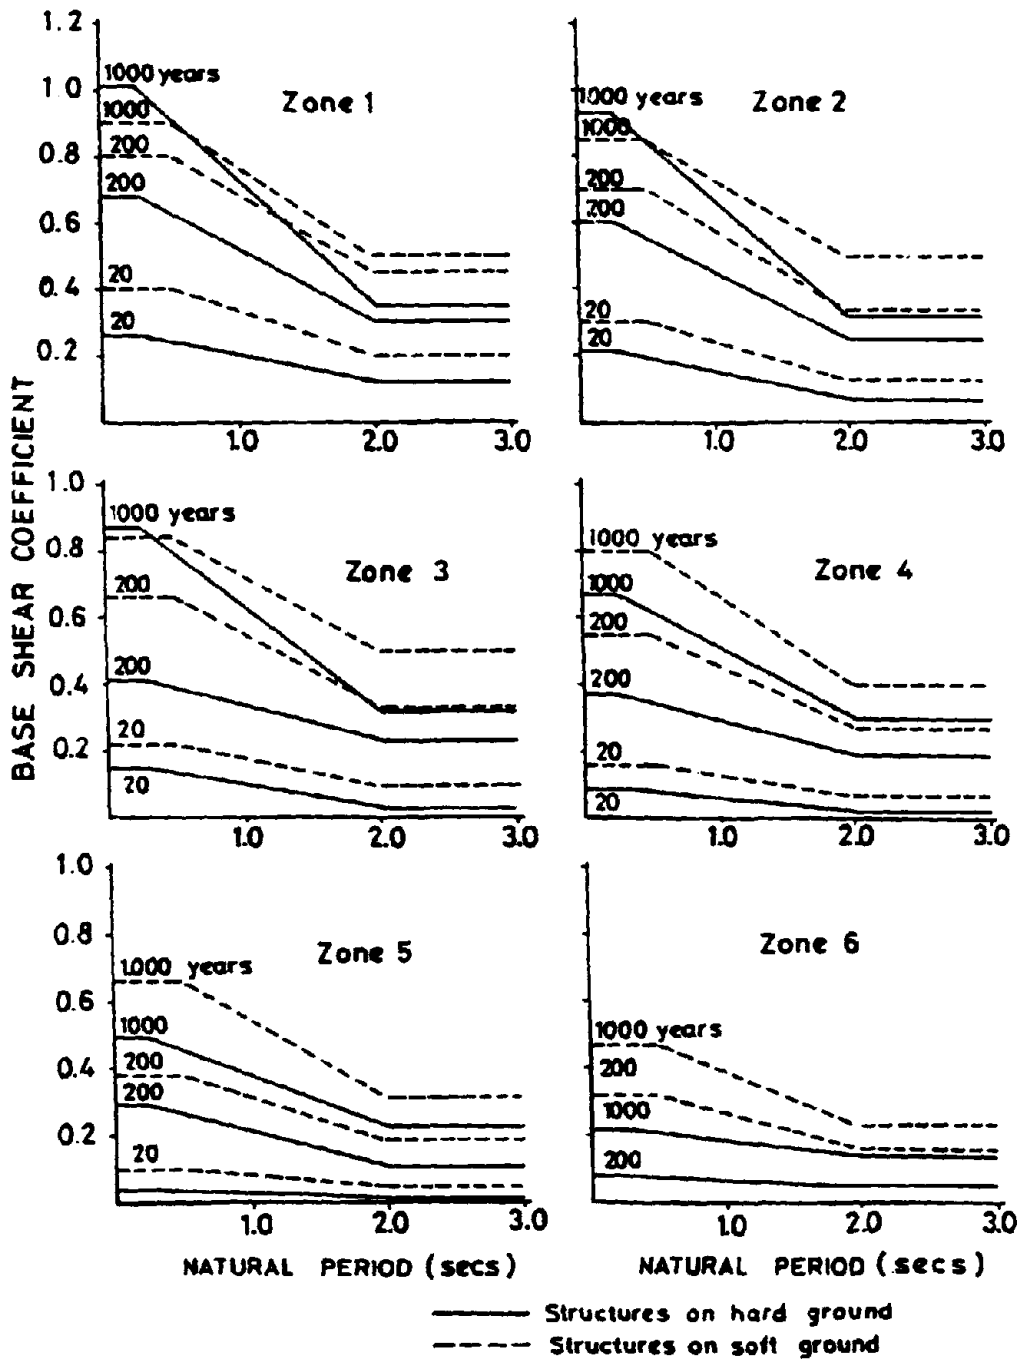 1.2
1.0
0.8
0.6
0.4
0.2
1000 years
1000
200
200
20
20
Zone 1
1.0 2.0 3.0
1000 years
1000
200
200
20
20
Zone 2
1.0 2.0 3.0
BASE SHEAR COEFFICIENT
1.0
0.8
0.6
0.4
0.2
1000 years
200
200
20
20
Zone 3
1.0 2.0 3.0
1000 years
1000
200
200
20
20
Zone 4
1.0 2.0 3.0
1.0
0.8
0.6
0.4
0.2
1000 years
1000
200
200
20
Zone 5
1.0 2.0 3.0
NATURAL PERIOD (secs)
Zone 6
1000 years
200
1000
200
1.0 2.0 3.0
NATURAL PERIOD (secs)
Structures on hard ground
Structures on soft ground